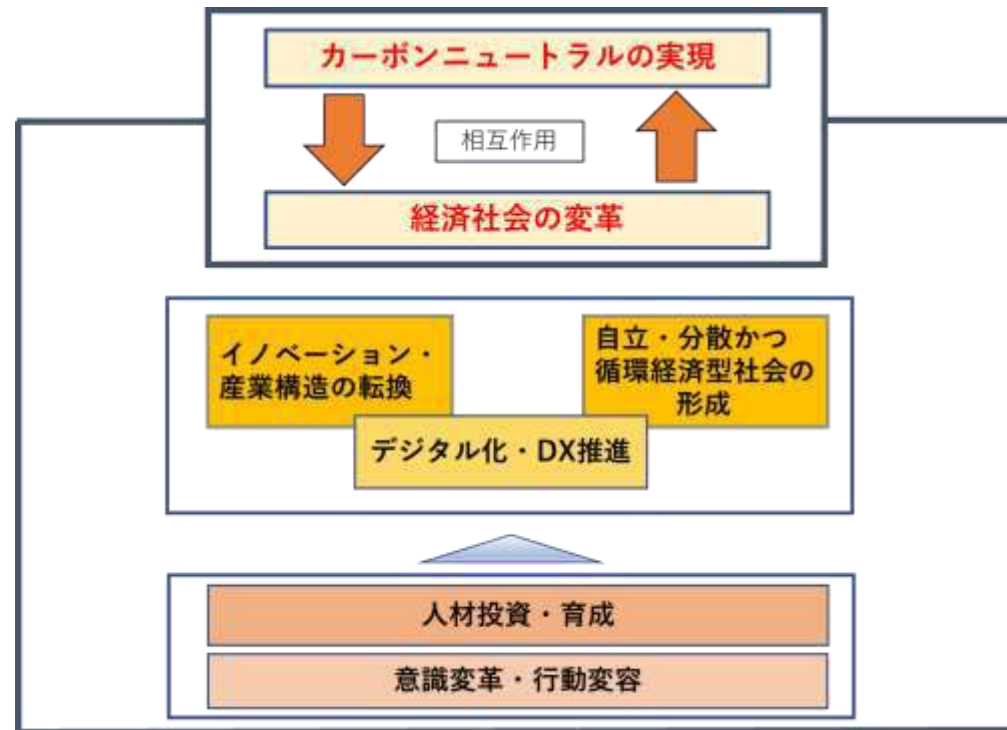 カーボンニュートラルの実現
相互作用
経済社会の変革
イノベーション・
産業構造の転換
自立・分散かつ
循環経済型社会の
形成
デジタル化・DX推進
人材投資・育成
意識変革・行動変容